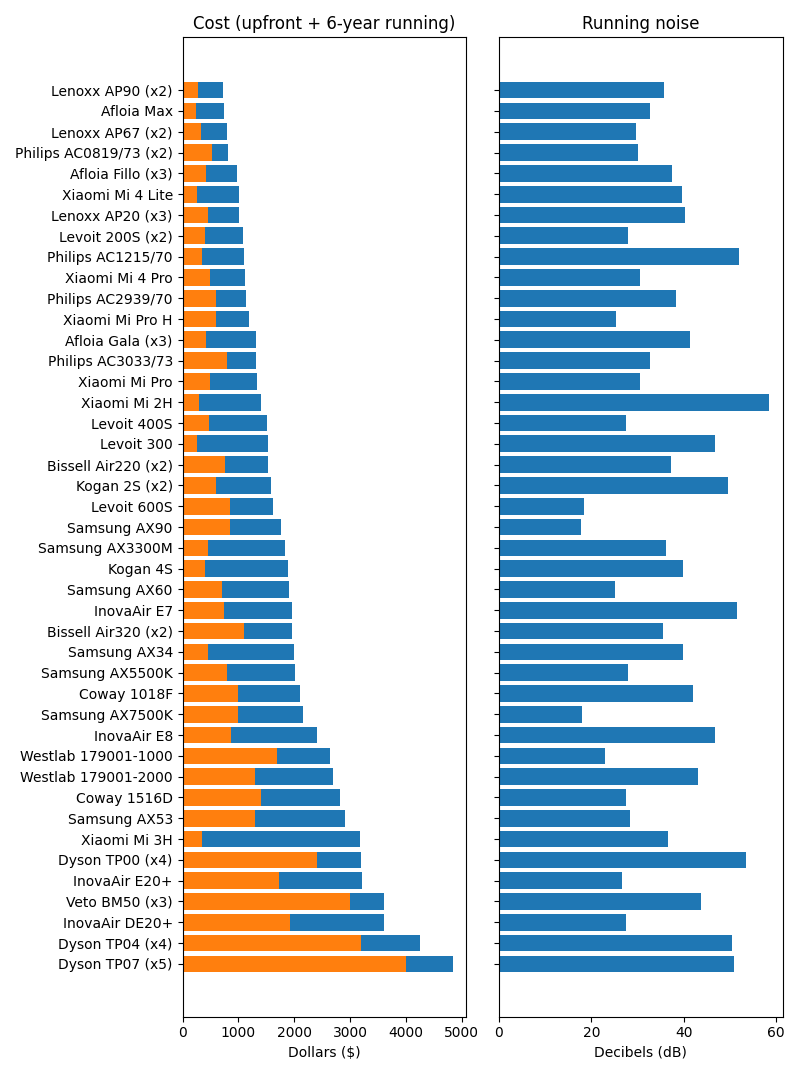 Cost (upfront + 6-year running)
Running noise
Lenoxx AP90 (x2)
Afloia Max
Lenoxx AP67 (x2)
Philips AC0819/73 (x2)
Afloia Fillo (x3)
Xiaomi Mi 4 Lite
Lenoxx AP20 (x3)
Levoit 200S (x2)
Philips AC1215/70
Xiaomi Mi 4 Pro
Philips AC2939/70
Xiaomi Mi Pro H
Afloia Gala (x3)
Philips AC3033/73
Xiaomi Mi Pro
Xiaomi Mi 2H
Levoit 400S
Levoit 300
Bissell Air220 (x2)
Kogan 2S (x2)
Levoit 600S
Samsung AX90
Samsung AX3300M
Kogan 4S
Samsung AX60
InovaAir E7
Bissell Air320 (x2)
Samsung AX34
Samsung AX5500K
Coway 1018F
Samsung AX7500K
InovaAir E8
Westlab 179001-1000
Westlab 179001-2000
Coway 1516D
Samsung AX53
Xiaomi Mi 3H
Dyson TP00 (x4)
InovaAir E20+
Veto BM50 (x3)
InovaAir DE20+
Dyson TP04 (x4)
Dyson TP07 (x5)
0 1000 2000 3000 4000 5000
Dollars ($)
0 20 40 60
Decibels (dB)